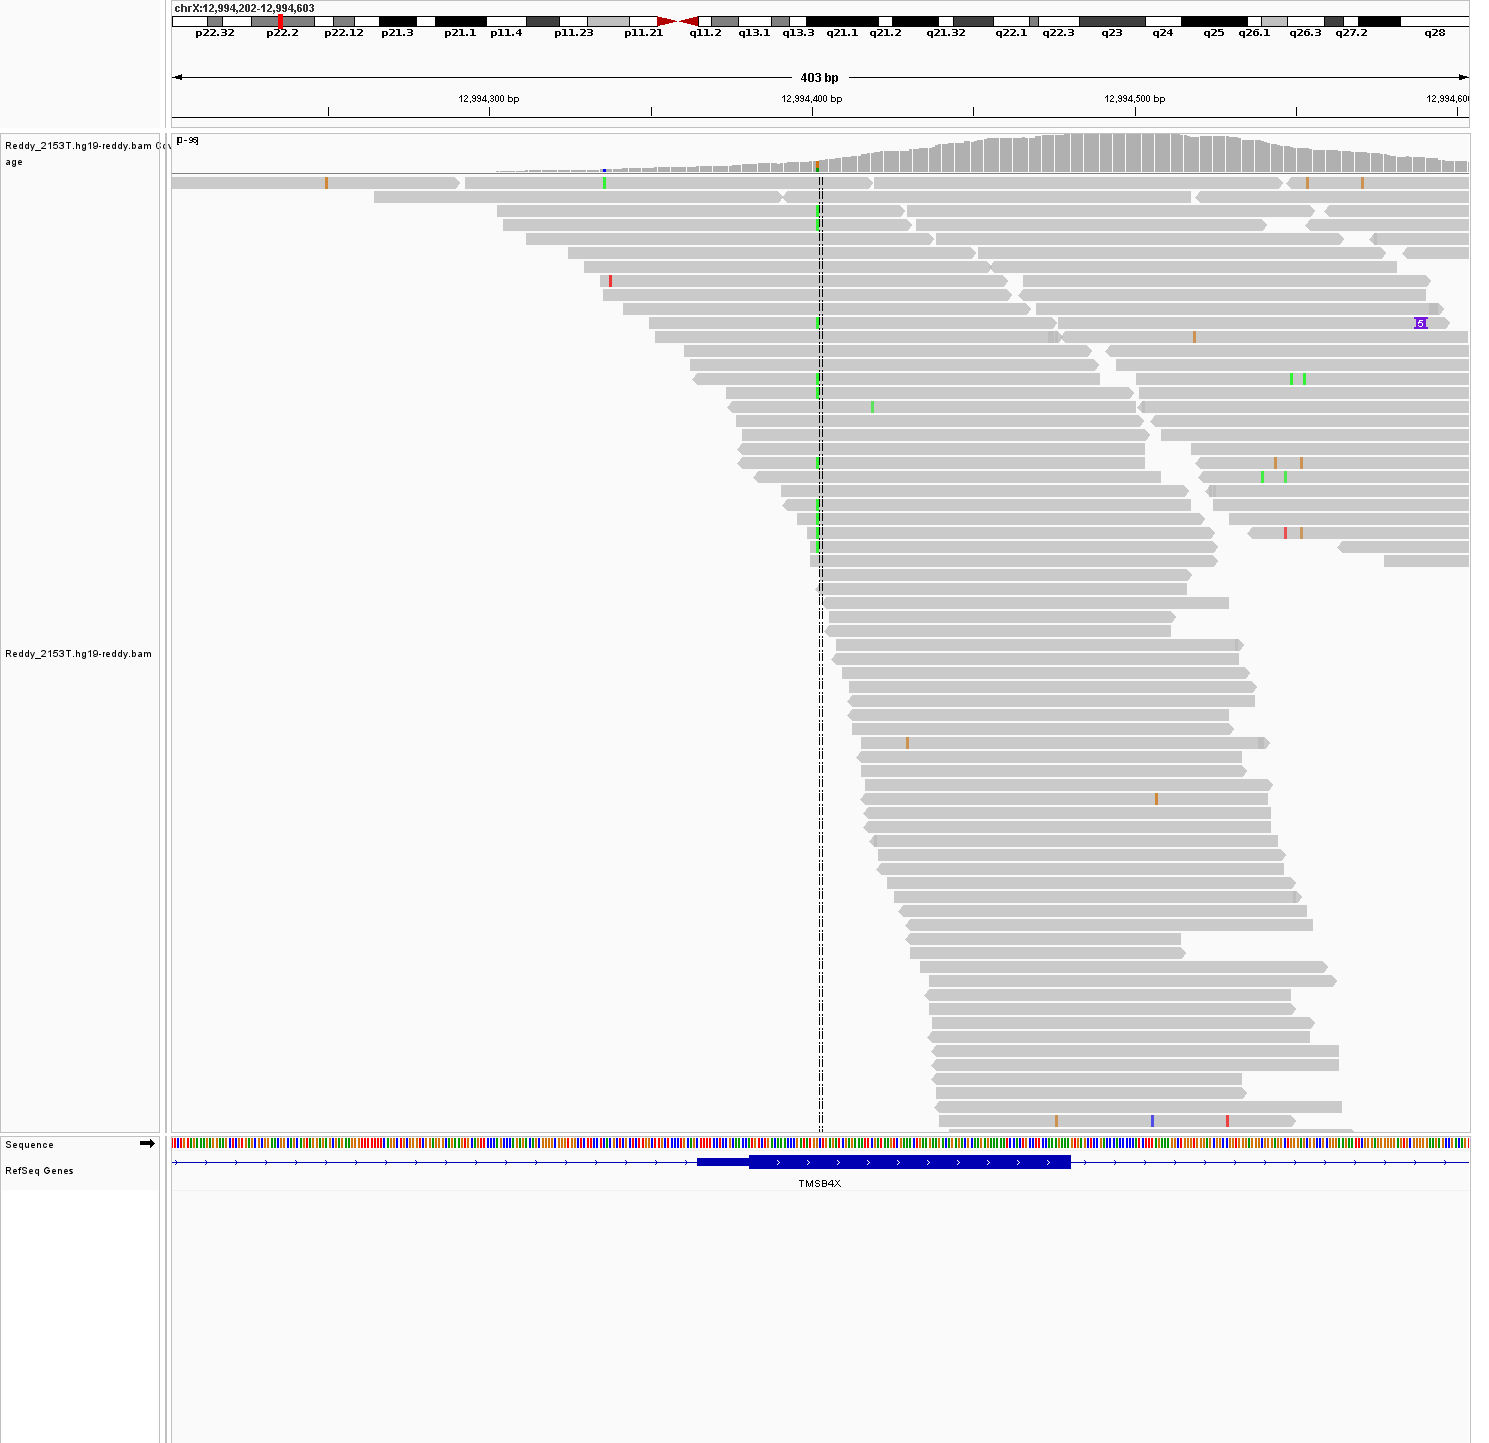 chrX:12,994,202-12,994,603
p22.32 p22.2 p22.12 p21.3 p21.1 p11.4 p11.23 p11.21 q11.2 q13.1 q13.3 q21.1 q21.2 q21.32 q22.1 q22.3 q23 q24 q25 q26.1 q26.3 q27.2 q28
403 bp
12,994,300 bp 12,994,400 bp 12,994,500 bp 12,994,600
[0 - 96]
Reddy_2153T.hg19-reddy.bam Cov
age
5
Reddy_2153T.hg19-reddy.bam
Sequence
RefSeq Genes
TMSB4X